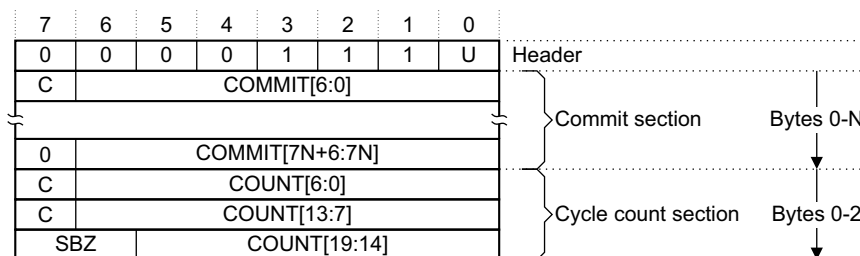 7 6 5 4 3 2 1 0
0 0 0 0 1 1 1 U Header
C COMMIT[6:0]
Commit section Bytes 0-N
0 COMMIT[7N+6:7N]
C COUNT[6:0]
C COUNT[13:7] Cycle count section Bytes 0-2
SBZ COUNT[19:14]